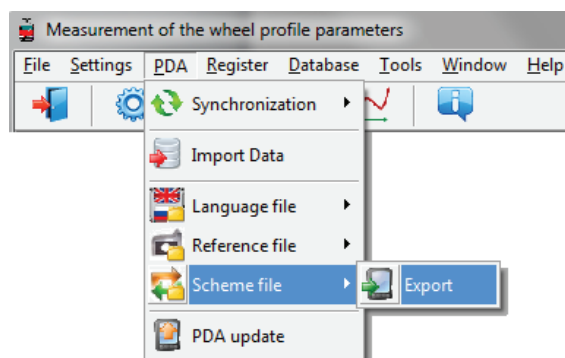 Measurement of the wheel profile parameters
File Settings PDA Register Database Tools Window Help
Synchronization
Import Data
Language file
Reference file
Scheme file
Export
PDA update